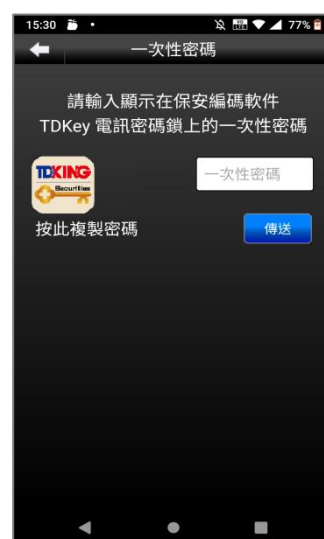 15:30
77%
一次性密碼
請輸入顯示在保安編碼軟件
TDKey 電訊密碼鎖上的一次性密碼
TDKING
Securities
一次性密碼
按此複製密碼
傳送